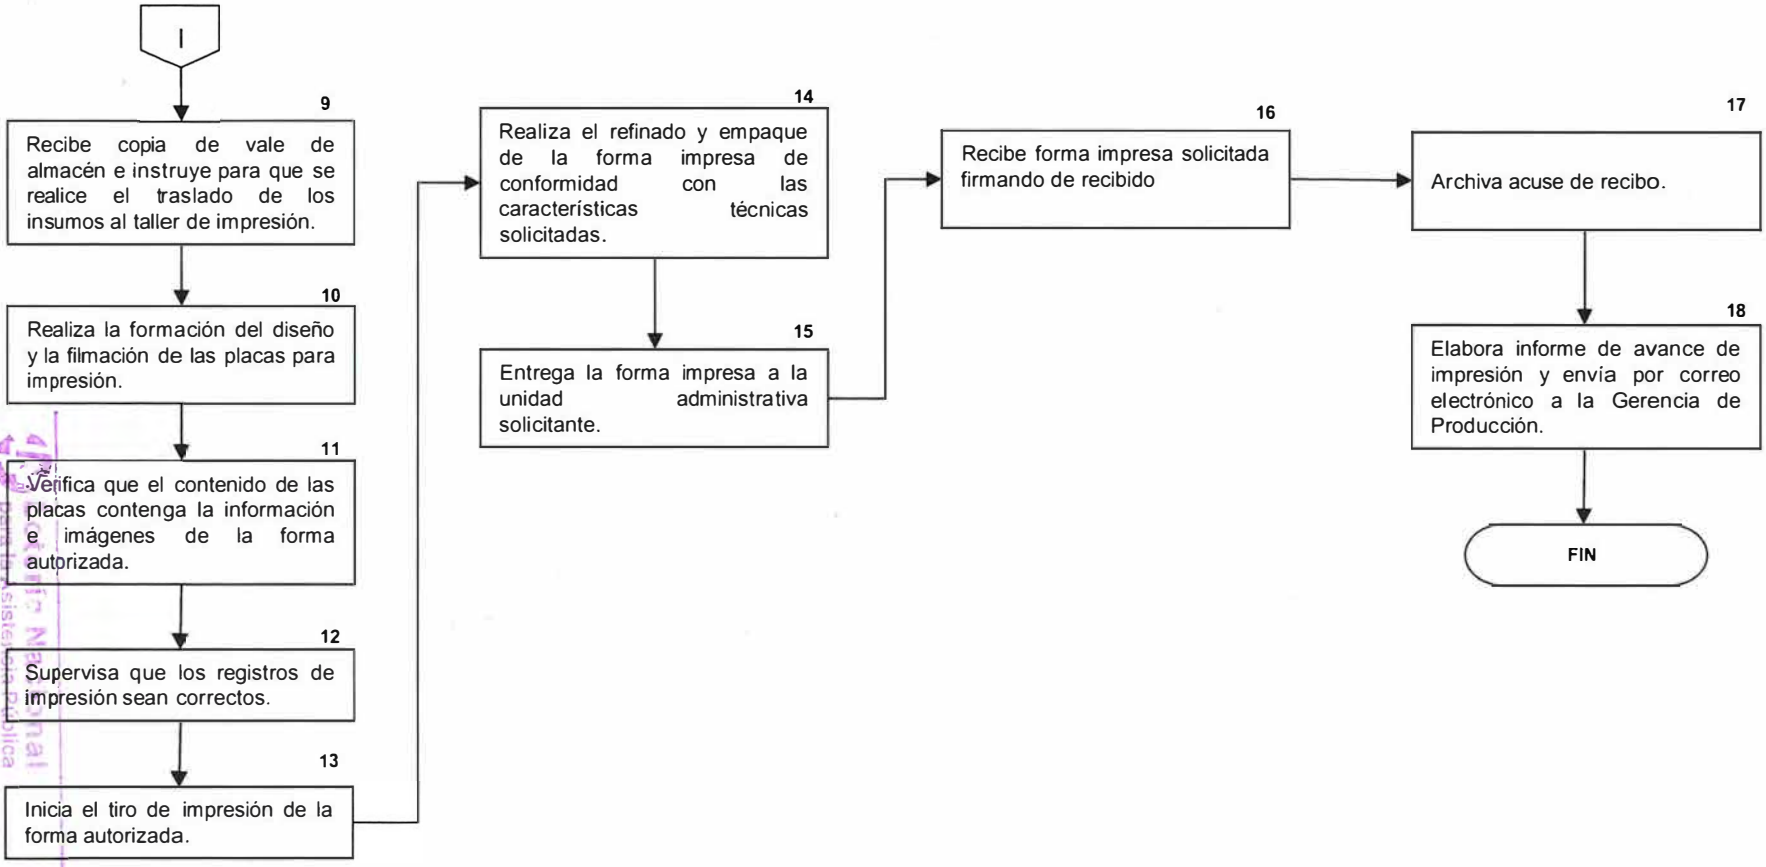 I
9
Recibe copia de vale de
almacén e instruye para que se
realice el traslado de los
insumos al taller de impresión.
10
Realiza la formación del diseño
y la filmación de las placas para
impresión.
11
Verifica que el contenido de las
placas contenga la información
e imágenes de la forma
autorizada.
12
Supervisa que los registros de
impresión sean correctos.
13
Inicia el tiro de impresión de la
forma autorizada.
14
Realiza el refinado y empaque
de la forma impresa de
conformidad con las
características técnicas
solicitadas.
15
Entrega la forma impresa a la
unidad administrativa
solicitante.
16
Recibe forma impresa solicitada
firmando de recibido
17
Archiva acuse de recibo.
18
Elabora informe de avance de
impresión y envía por correo
electrónico a la Gerencia de
Producción.
FIN
Nacional
para la Asistencia Pública